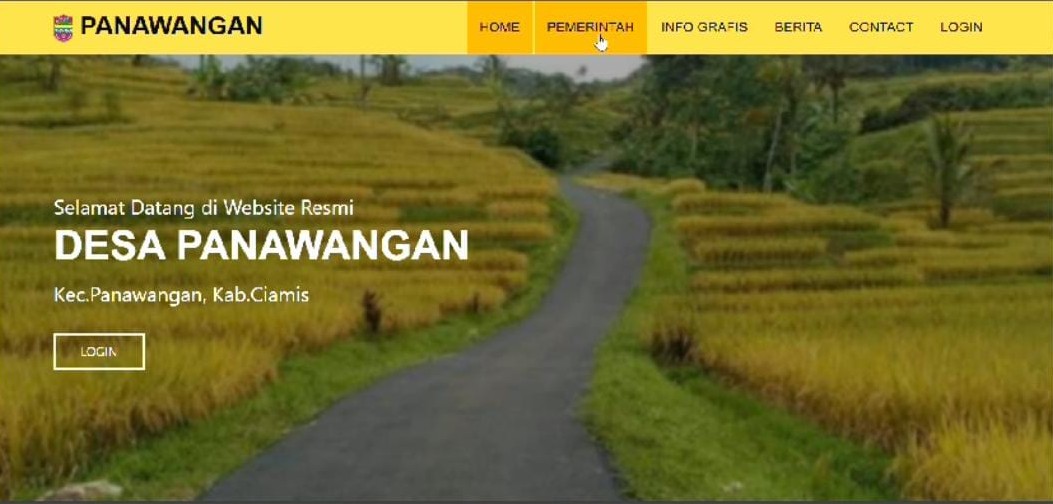 PANAWANGAN
HOME PEMERINTAH INFO GRAFIS BERITA CONTACT LOGIN
Selamat Datang di Website Resmi
DESA PANAWANGAN
Kec.Panawangan, Kab.Ciamis
LOGIN